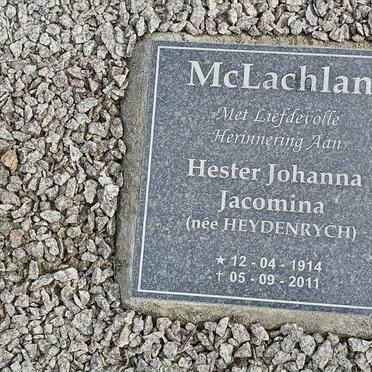 McLachlan
Met Liefdevolle
Herinnering Aan
Hester Johanna
Jacomina
(née HEYDENRYCH)
★ 12 - 04 - 1914
† 05 - 09 - 2011